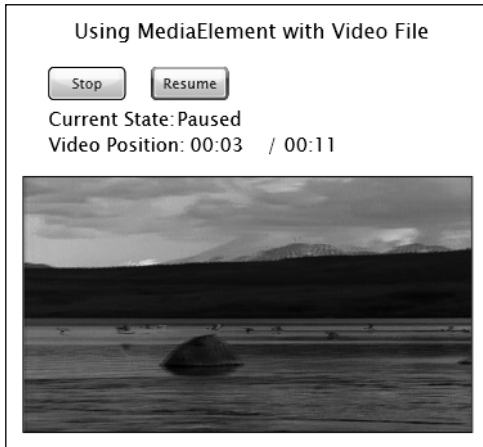 Using MediaElement with Video File
Stop Resume
Current State: Paused
Video Position: 00:03 / 00:11